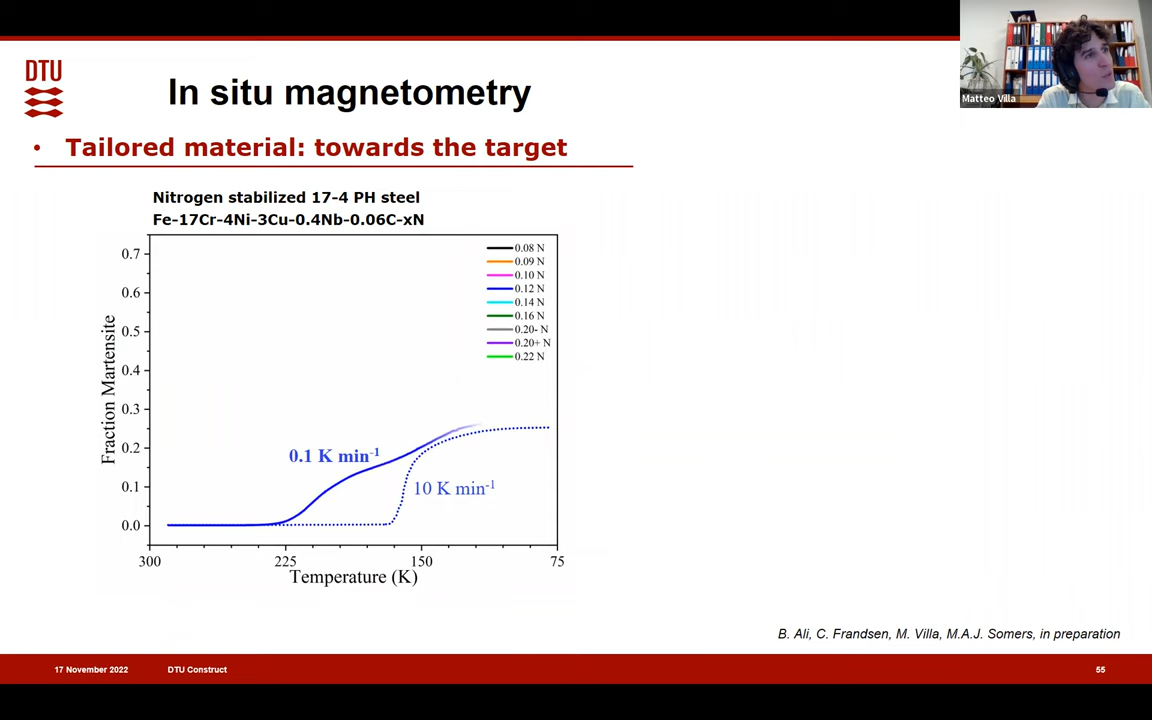 DTU
In situ magnetometry
Matteo Villa
• Tailored material: towards the target
Nitrogen stabilized 17-4 PH steel
Fe-17Cr-4Ni-3Cu-0.4Nb-0.06C-xN
0.7
0.6
0.5
0.4
0.3
0.2
0.1
0.0
Fraction Martensite
0.08 N
0.09 N
0.10 N
0.12 N
0.14 N
0.16 N
0.20- N
0.20+ N
0.22 N
0.1 K min⁻¹
10 K min⁻¹
300 225 150 75
Temperature (K)
B. Ali, C. Frandsen, M. Villa, M.A.J. Somers, in preparation
17 November 2022 DTU Construct 55